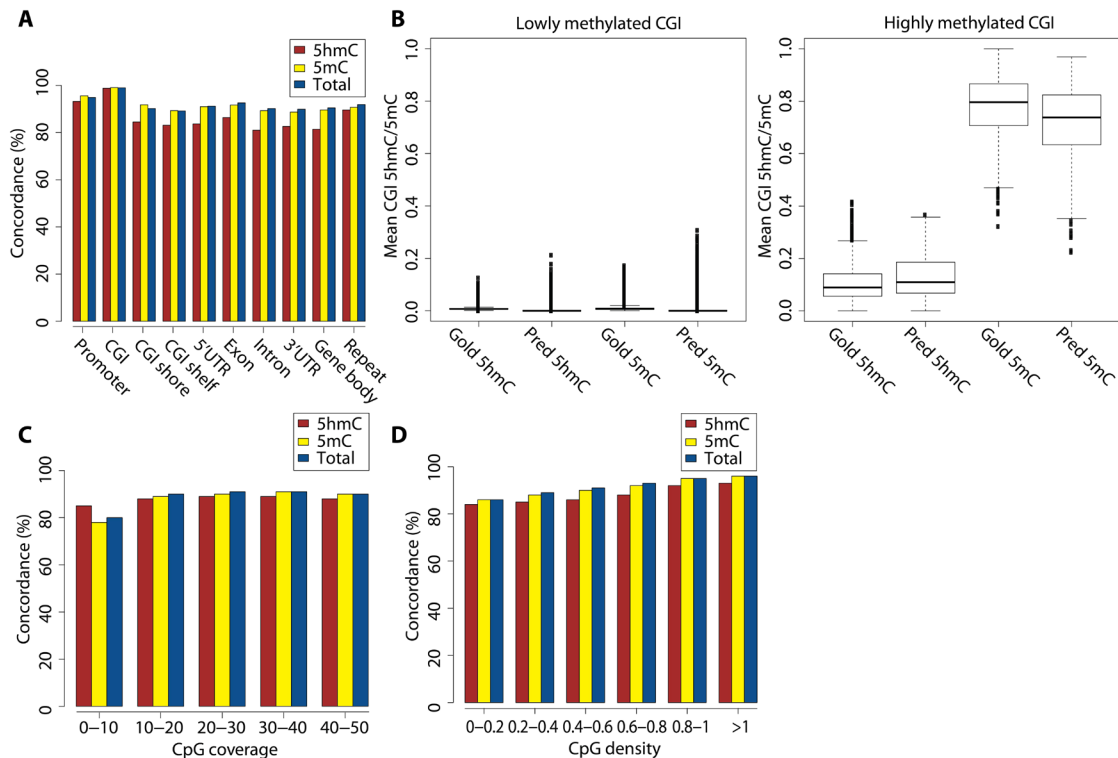 A
5hmC
5mC
Total
Concordance (%)
0
20
40
60
80
100
Promoter
CGI
CGI shore
CGI shelf
5'UTR
Exon
Intron
3'UTR
Gene body
Repeat
B
Lowly methylated CGI
Mean CGI 5hmC/5mC
0.0
0.2
0.4
0.6
0.8
1.0
Gold 5hmC
Pred 5hmC
Gold 5mC
Pred 5mC
Highly methylated CGI
Mean CGI 5hmC/5mC
0.0
0.2
0.4
0.6
0.8
1.0
Gold 5hmC
Pred 5hmC
Gold 5mC
Pred 5mC
C
5hmC
5mC
Total
Concordance (%)
0
20
40
60
80
100
0–10
10–20
20–30
30–40
40–50
CpG coverage
D
5hmC
5mC
Total
Concordance (%)
0
20
40
60
80
100
0–0.2
0.2–0.4
0.4–0.6
0.6–0.8
0.8–1
>1
CpG density